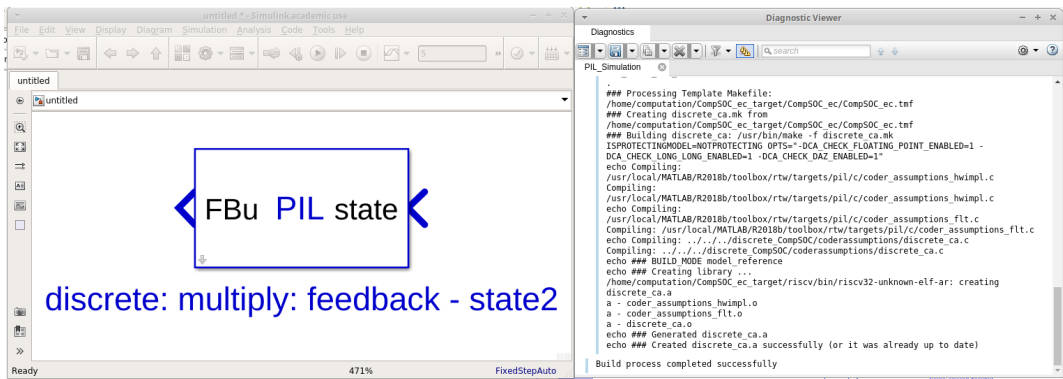 untitled * - Simulink academic use
File Edit View Display Diagram Simulation Analysis Code Tools Help
5
untitled
untitled
FBu PIL state
discrete: multiply: feedback - state2
Ready 471% FixedStepAuto
Diagnostic Viewer
Diagnostics
search
PIL_Simulation
.
### Processing Template Makefile:
/home/computation/CompSOC_ec_target/CompSOC_ec/CompSOC_ec.tmf
### Creating discrete_ca.mk from
/home/computation/CompSOC_ec_target/CompSOC_ec/CompSOC_ec.tmf
### Building discrete_ca: /usr/bin/make -f discrete_ca.mk
ISPROTECTINGMODEL=NOTPROTECTING OPTS="-DCA_CHECK_FLOATING_POINT_ENABLED=1 -
DCA_CHECK_LONG_LONG_ENABLED=1 -DCA_CHECK_DAZ_ENABLED=1"
echo Compiling:
/usr/local/MATLAB/R2018b/toolbox/rtw/targets/pil/c/coder_assumptions_hwimpl.c
Compiling:
/usr/local/MATLAB/R2018b/toolbox/rtw/targets/pil/c/coder_assumptions_hwimpl.c
echo Compiling:
/usr/local/MATLAB/R2018b/toolbox/rtw/targets/pil/c/coder_assumptions_flt.c
Compiling: /usr/local/MATLAB/R2018b/toolbox/rtw/targets/pil/c/coder_assumptions_flt.c
echo Compiling: ../../../discrete_CompSOC/coderassumptions/discrete_ca.c
Compiling: ../../../discrete_CompSOC/coderassumptions/discrete_ca.c
echo ### BUILD_MODE model_reference
echo ### Creating library ...
/home/computation/CompSOC_ec_target/riscv/bin/riscv32-unknown-elf-ar: creating
discrete_ca.a
a - coder_assumptions_hwimpl.o
a - coder_assumptions_flt.o
a - discrete_ca.o
echo ### Generated discrete_ca.a
echo ### Created discrete_ca.a successfully (or it was already up to date)
Build process completed successfully